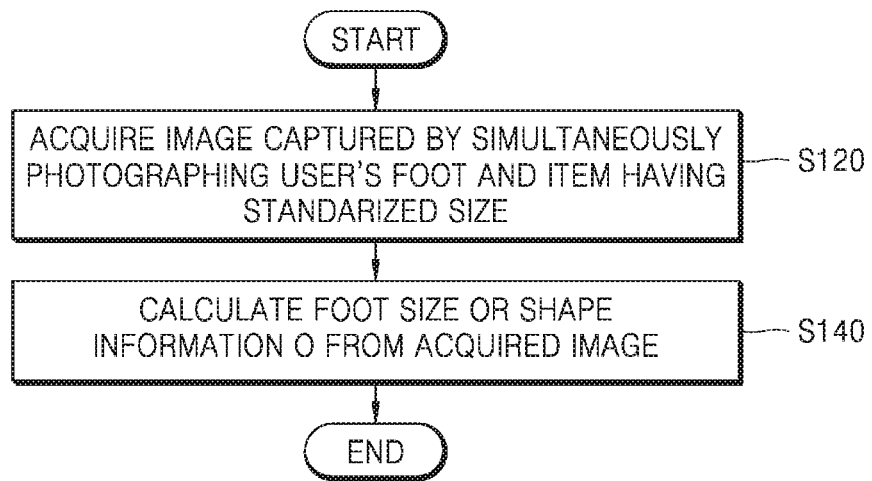 START
ACQUIRE IMAGE CAPTURED BY SIMULTANEOUSLY
PHOTOGRAPHING USER'S FOOT AND ITEM HAVING
STANDARIZED SIZE
S120
CALCULATE FOOT SIZE OR SHAPE
INFORMATION O FROM ACQUIRED IMAGE
S140
END